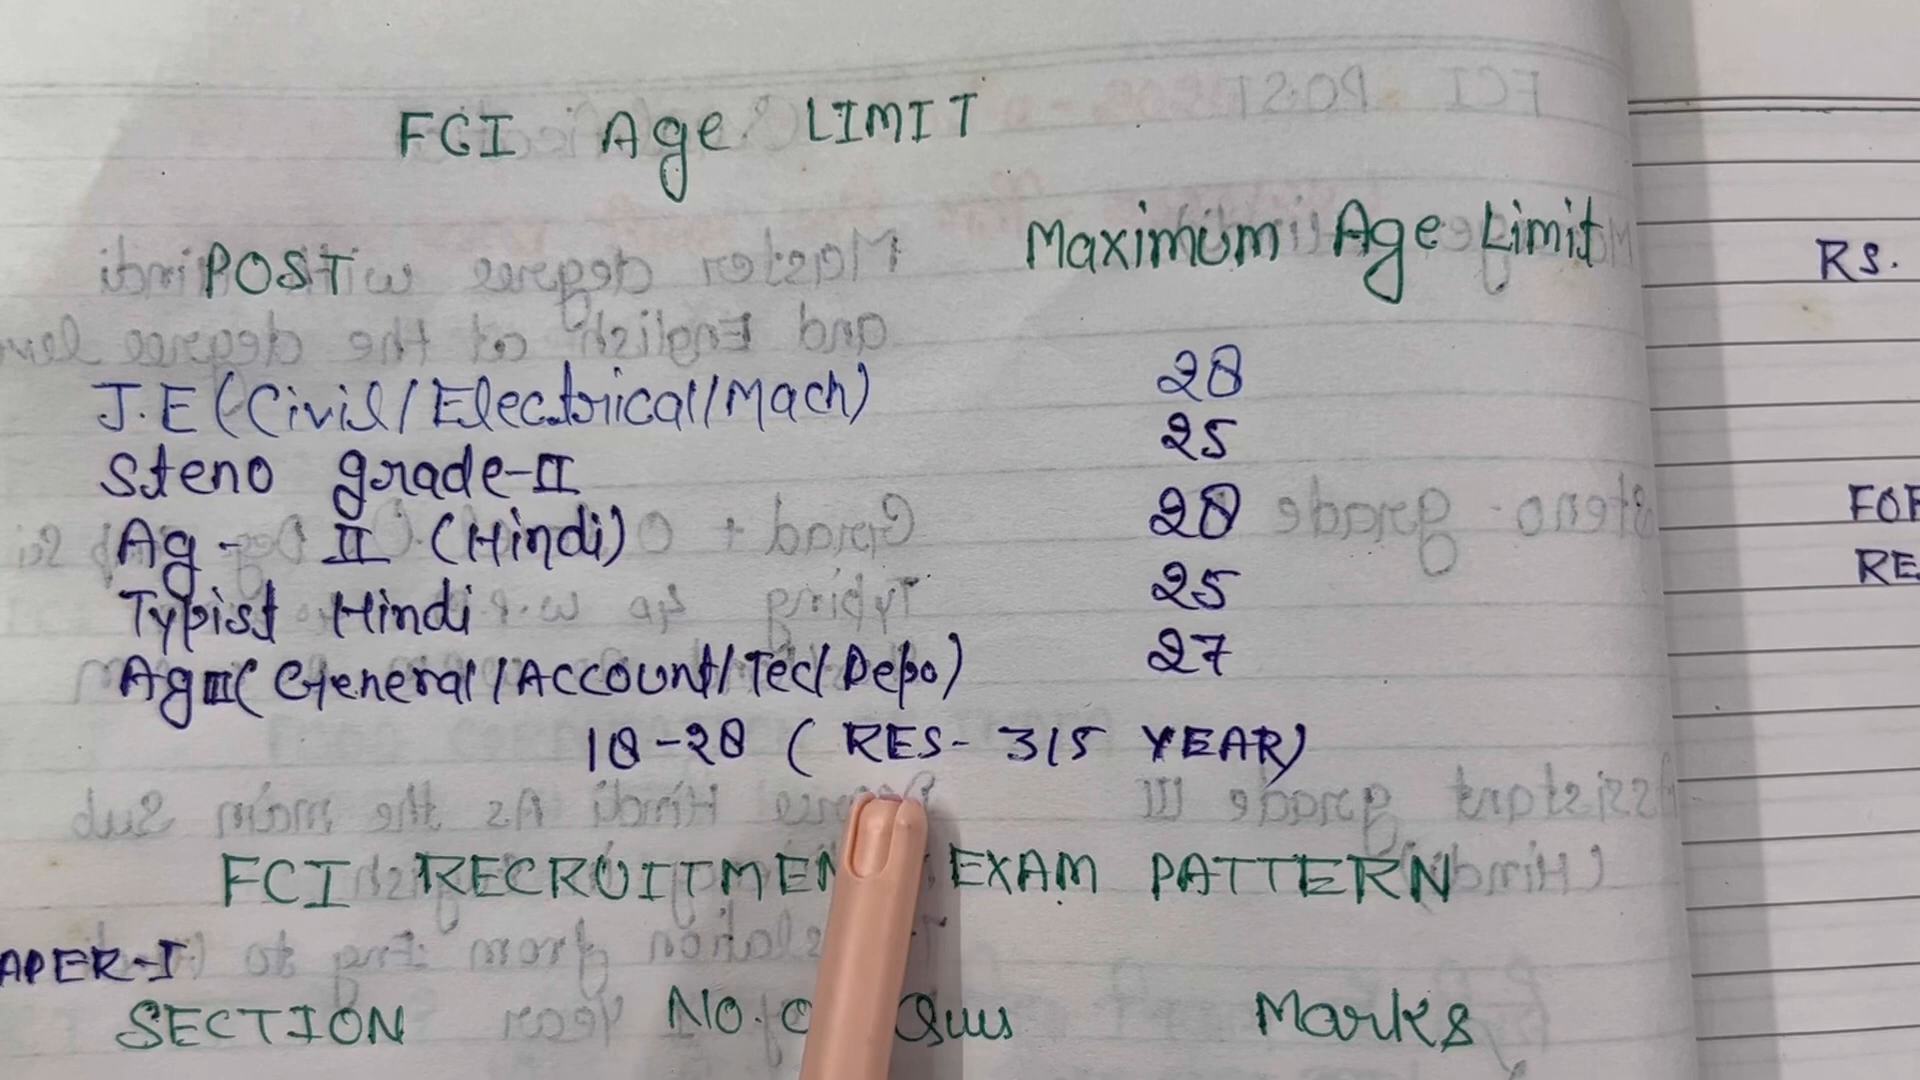 FCI Age LIMIT
POST Maximum Age Limit
J.E (Civil/Electrical/Mach) 28
Steno grade-II 25
Ag- II (Hindi) 28
Typist Hindi 25
Ag III ( General/Account/Tec/Depo) 27
18-28 ( RES- 3/5 YEAR)
FCI RECRUITMEN EXAM PATTERN
APER-I
SECTION No. O Qus Marks
RS.
FOR
RE